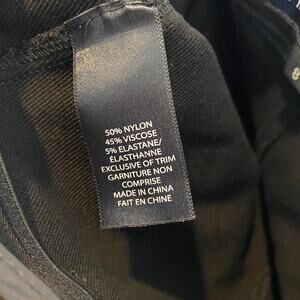 50% NYLON
45% VISCOSE
5% ELASTANE/
ÉLASTHANNE
EXCLUSIVE OF TRIM
GARNITURE NON
COMPRISE
MADE IN CHINA
FAIT EN CHINE